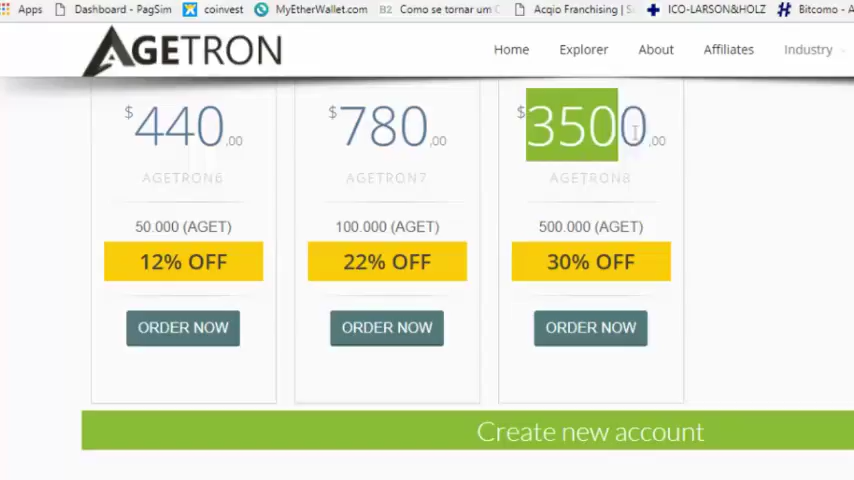 Apps Dashboard - PagSim coinvest MyEtherWallet.com B2 Como se tornar um Acqio Franchising | ICO-LARSON&HOLZ Bitcomo -
AGETRON Home Explorer About Affiliates Industry
$440,00 $780,00 $3500,00
AGETRON6 AGETRON7 AGETRON8
50.000 (AGET) 100.000 (AGET) 500.000 (AGET)
12% OFF 22% OFF 30% OFF
ORDER NOW ORDER NOW ORDER NOW
Create new account